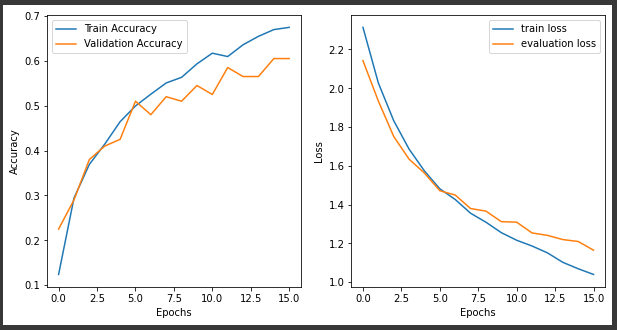 Train Accuracy
Validation Accuracy
0.7
0.6
0.5
0.4
0.3
0.2
0.1
Accuracy
0.0 2.5 5.0 7.5 10.0 12.5 15.0
Epochs
train loss
evaluation loss
2.2
2.0
1.8
1.6
1.4
1.2
1.0
Loss
0.0 2.5 5.0 7.5 10.0 12.5 15.0
Epochs